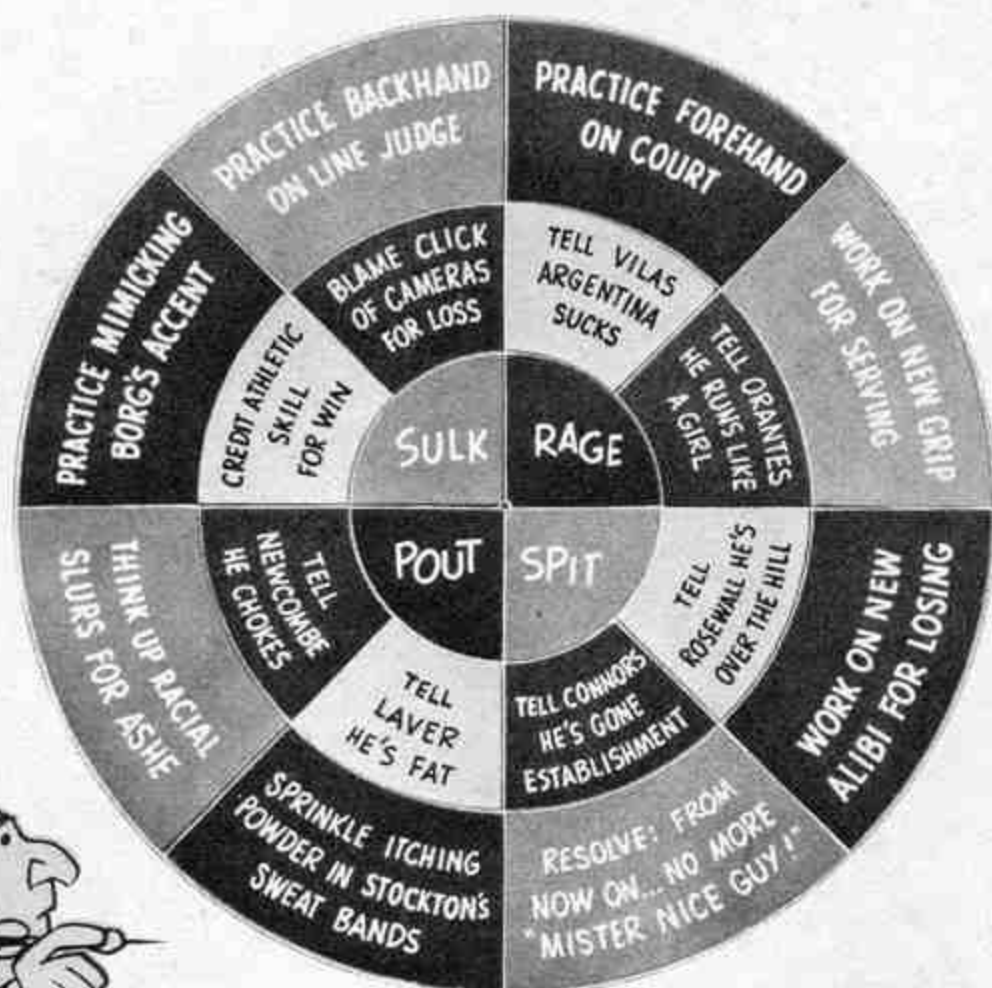 PRACTICE BACKHAND
ON LINE JUDGE
PRACTICE FOREHAND
ON COURT
WORK ON NEW GRIP
FOR SERVING
WORK ON NEW
ALIBI FOR LOSING
RESOLVE: FROM
NOW ON... NO MORE
"MISTER NICE GUY!"
SPRINKLE ITCHING
POWDER IN STOCKTON'S
SWEAT BANDS
THINK UP RACIAL
SLURS FOR ASHE
PRACTICE MIMICKING
BORG'S ACCENT
BLAME CLICK
OF CAMERAS
FOR LOSS
TELL VILAS
ARGENTINA
SUCKS
TELL ORANTES
HE RUNS LIKE
A GIRL
TELL
ROSEWALL HE'S
OVER THE HILL
TELL CONNORS
HE'S GONE
ESTABLISHMENT
TELL
LAVER
HE'S FAT
TELL
NEWCOMBE
HE CHOKES
CREDIT ATHLETIC
SKILL
FOR WIN
SULK
RAGE
SPIT
POUT